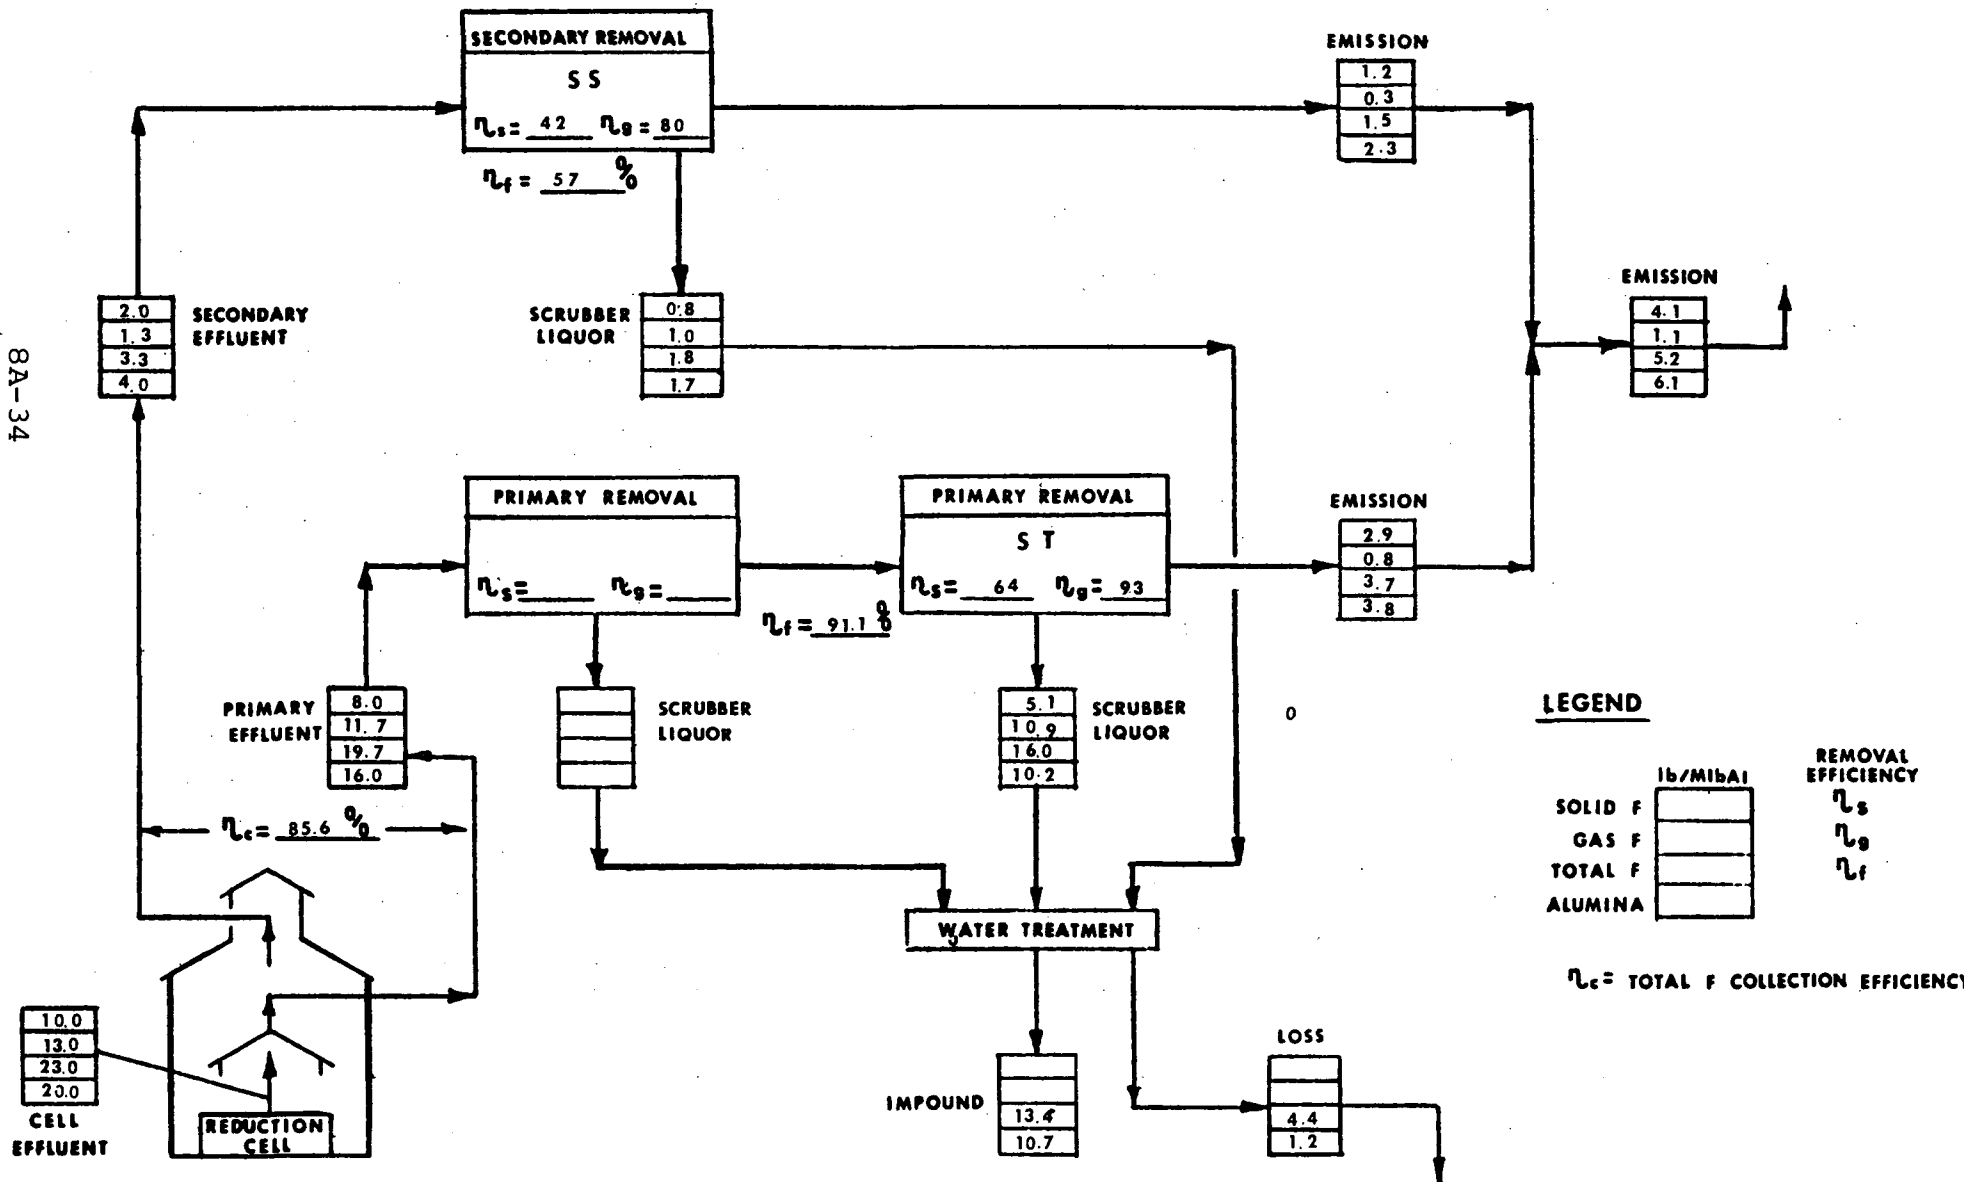 SECONDARY REMOVAL
S S
ηs= 42 ηg= 80
ηf= 57 %
EMISSION
1.2
0.3
1.5
2.3
2.0
1.3
3.3
4.0
SECONDARY
EFFLUENT
SCRUBBER
LIQUOR
0.8
1.0
1.8
1.7
EMISSION
4.1
1.1
5.2
6.1
8A-34
PRIMARY REMOVAL
ηs= ηg=
PRIMARY REMOVAL
S T
ηs= 64 ηg= 93
ηf= 91.1 %
EMISSION
2.9
0.8
3.7
3.8
PRIMARY
EFFLUENT
8.0
11.7
19.7
16.0
SCRUBBER
LIQUOR
5.1
10.9
16.0
10.2
SCRUBBER
LIQUOR
0
ηc= 85.6 %
LEGEND
lb/MlbAl
REMOVAL
EFFICIENCY
SOLID F ηs
GAS F ηg
TOTAL F ηf
ALUMINA
ηc= TOTAL F COLLECTION EFFICIENCY
WATER TREATMENT
10.0
13.0
23.0
20.0
CELL
EFFLUENT
REDUCTION
CELL
IMPOUND
13.4
10.7
LOSS
4.4
1.2